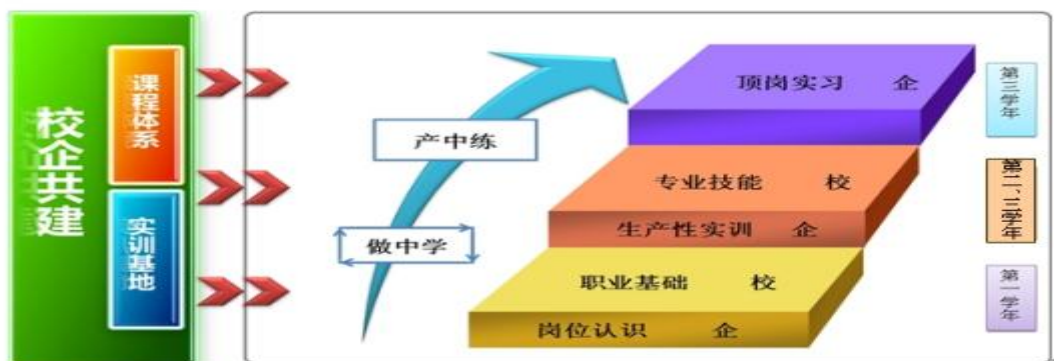 校企共建
课程体系
实训基地
产中练
做中学
顶岗实习 企
专业技能 校
生产性实训 企
职业基础 校
岗位认识 企
第三学年
第二、三学年
第一学年